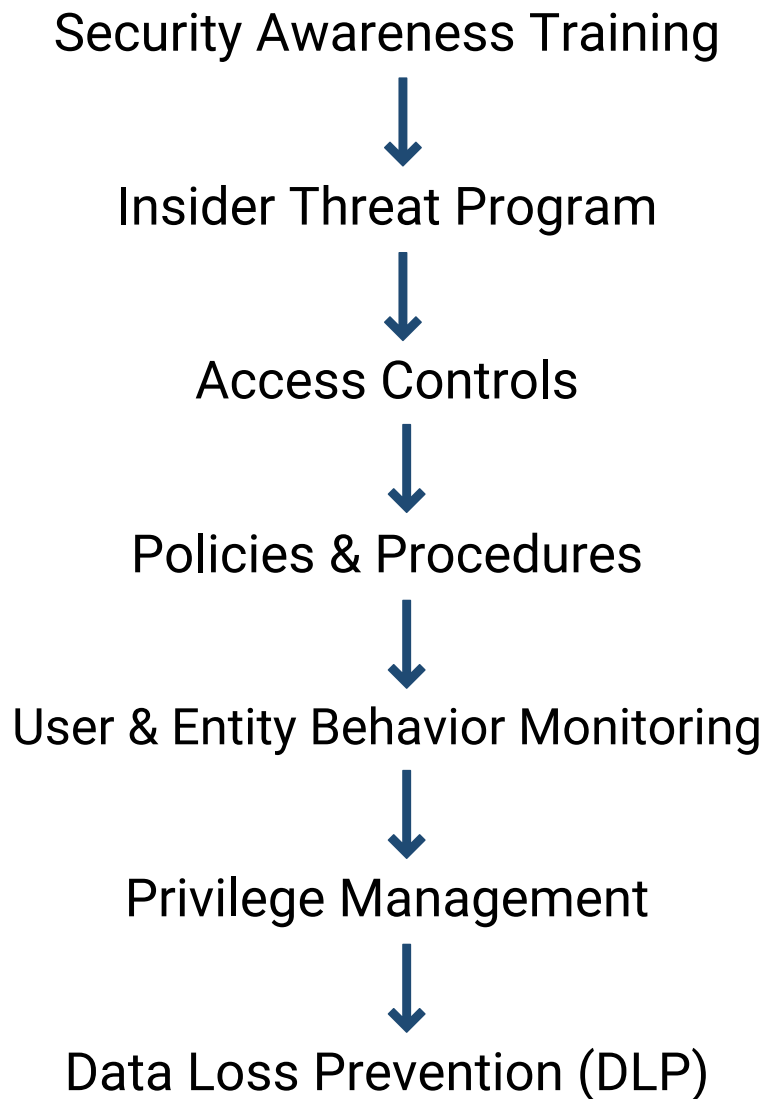 Security Awareness Training
Insider Threat Program
Access Controls
Policies & Procedures
User & Entity Behavior Monitoring
Privilege Management
Data Loss Prevention (DLP)